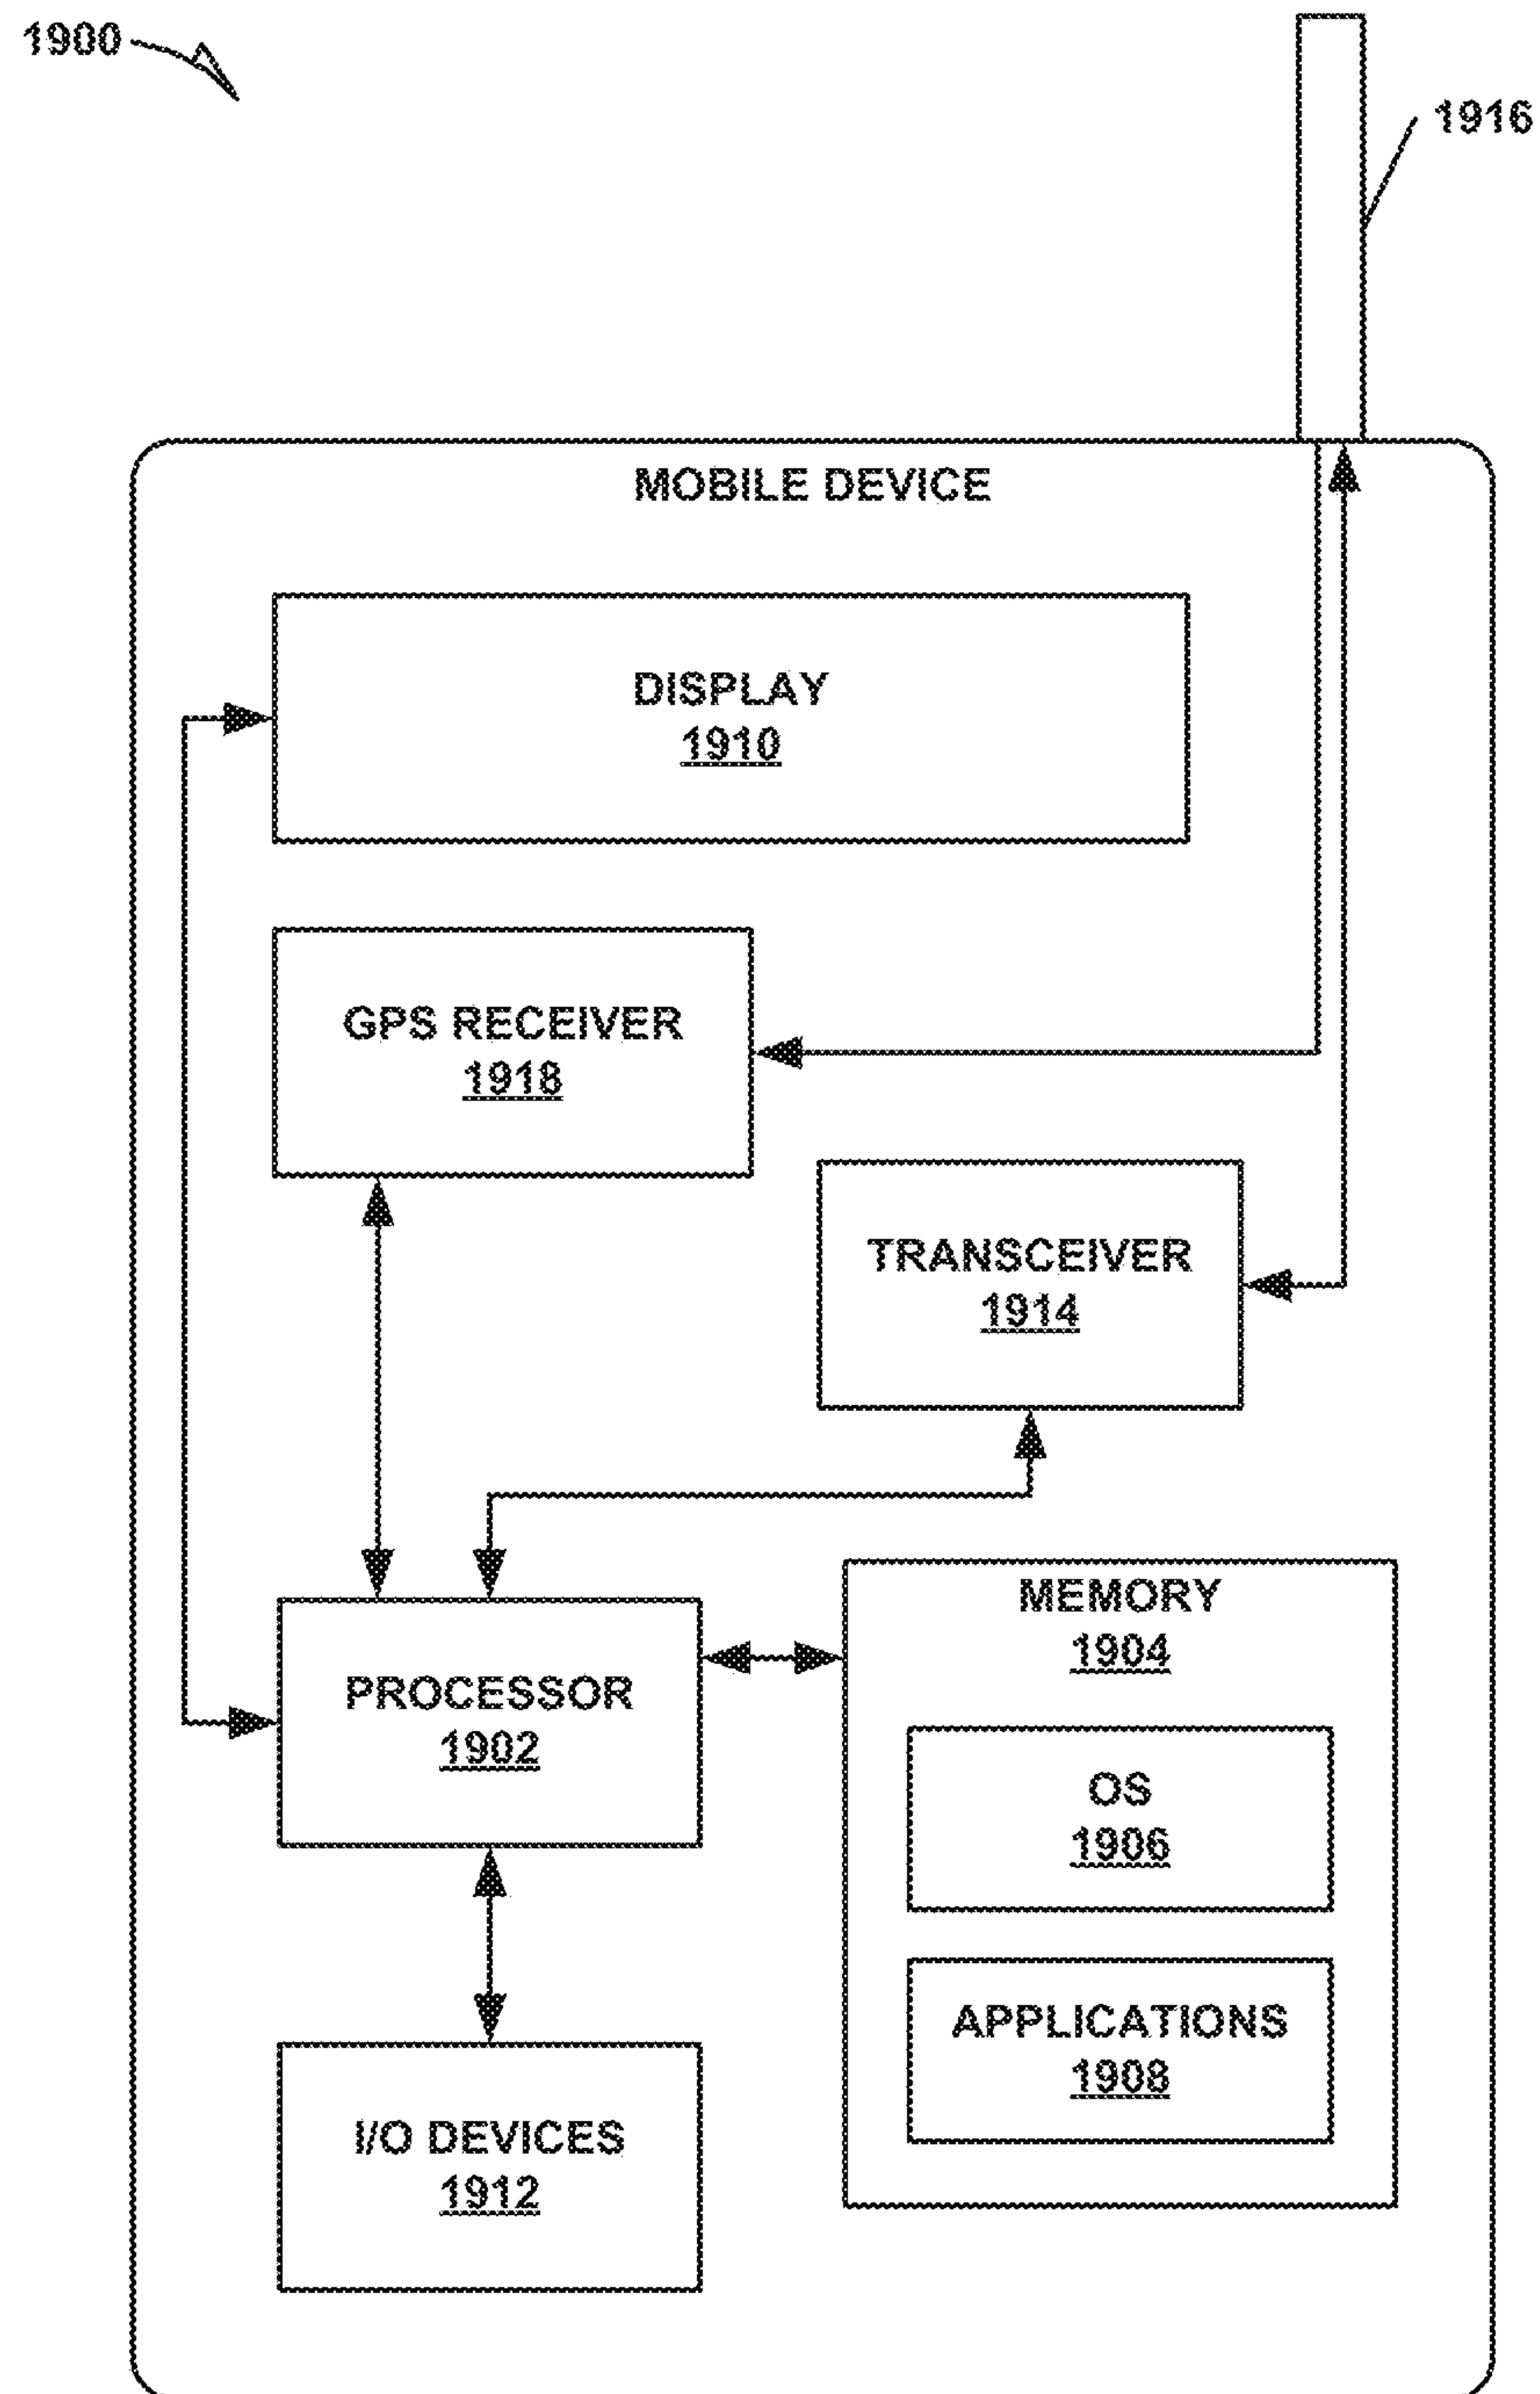 1900
1916
MOBILE DEVICE
DISPLAY
1910
GPS RECEIVER
1918
TRANSCEIVER
1914
MEMORY
1904
PROCESSOR
1902
OS
1906
APPLICATIONS
1908
I/O DEVICES
1912